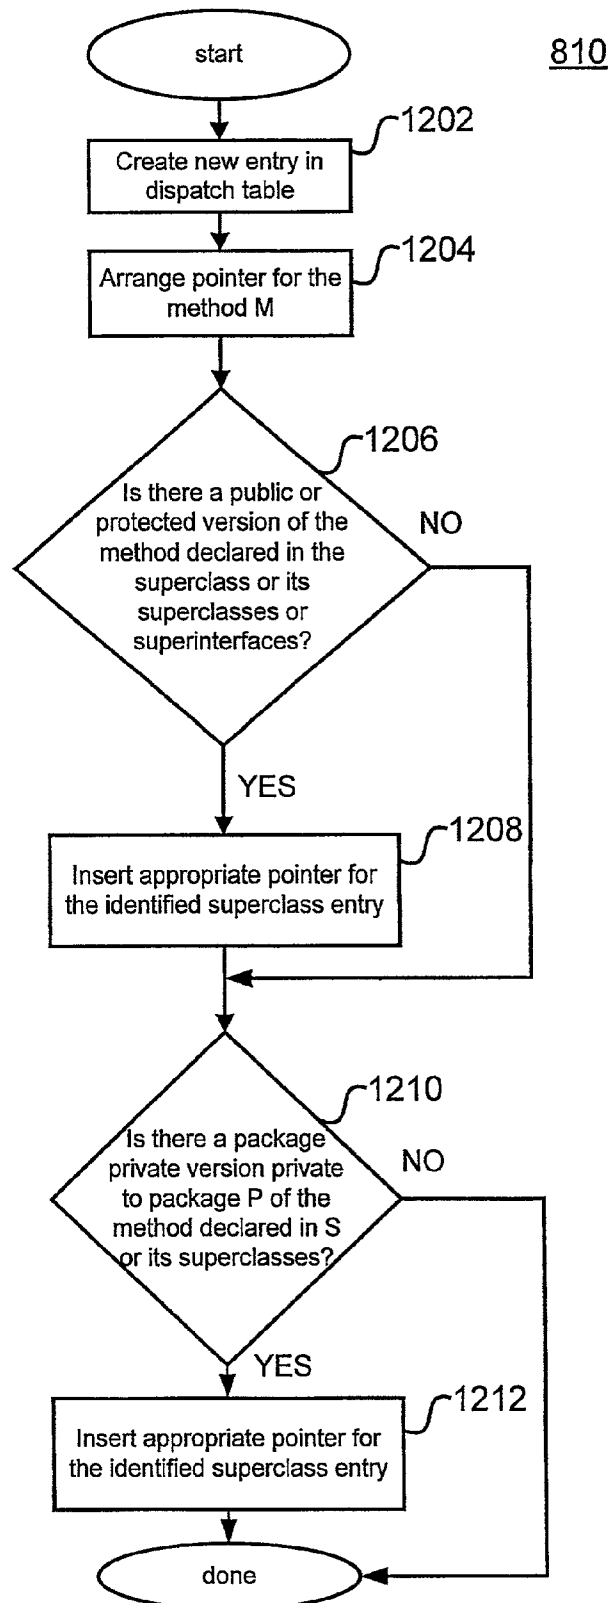 start
810
1202
Create new entry in
dispatch table
1204
Arrange pointer for the
method M
1206
Is there a public or
protected version of the
method declared in the
superclass or its
superclasses or
superinterfaces?
NO
YES
1208
Insert appropriate pointer for
the identified superclass entry
1210
Is there a package
private version private
to package P of the
method declared in S
or its superclasses?
NO
YES
1212
Insert appropriate pointer for
the identified superclass entry
done